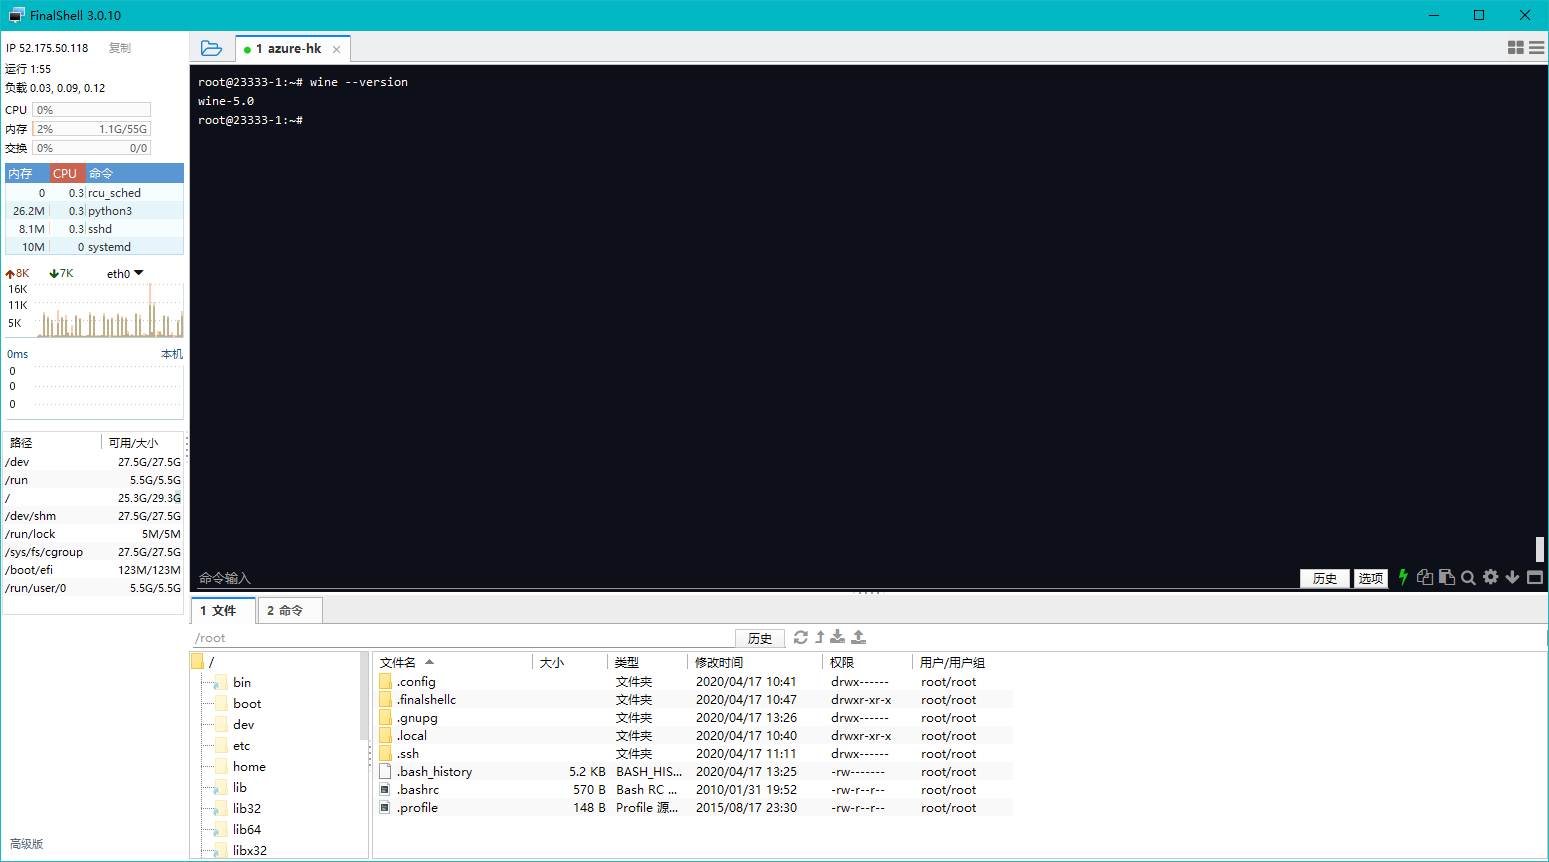 FinalShell 3.0.10
IP 52.175.50.118 复制
运行 1:55
负载 0.03, 0.09, 0.12
CPU 0%
内存 2% 1.1G/55G
交换 0% 0/0
内存 CPU 命令
0 0.3 rcu_sched
26.2M 0.3 python3
8.1M 0.3 sshd
10M 0 systemd
8K 7K eth0
16K
11K
5K
0ms 本机
0
0
0
路径 可用/大小
/dev 27.5G/27.5G
/run 5.5G/5.5G
/ 25.3G/29.3G
/dev/shm 27.5G/27.5G
/run/lock 5M/5M
/sys/fs/cgroup 27.5G/27.5G
/boot/efi 123M/123M
/run/user/0 5.5G/5.5G
高级版
1 azure-hk
root@23333-1:~# wine --version
wine-5.0
root@23333-1:~#
命令输入 历史 选项
1 文件 2 命令
/root 历史
/
bin
boot
dev
etc
home
lib
lib32
lib64
libx32
文件名 大小 类型 修改时间 权限 用户/用户组
.config 文件夹 2020/04/17 10:41 drwx------ root/root
.finalshellc 文件夹 2020/04/17 10:47 drwxr-xr-x root/root
.gnupg 文件夹 2020/04/17 13:26 drwx------ root/root
.local 文件夹 2020/04/17 10:40 drwxr-xr-x root/root
.ssh 文件夹 2020/04/17 11:11 drwx------ root/root
.bash_history 5.2 KB BASH_HIS... 2020/04/17 13:25 -rw------- root/root
.bashrc 570 B Bash RC ... 2010/01/31 19:52 -rw-r--r-- root/root
.profile 148 B Profile 源... 2015/08/17 23:30 -rw-r--r-- root/root